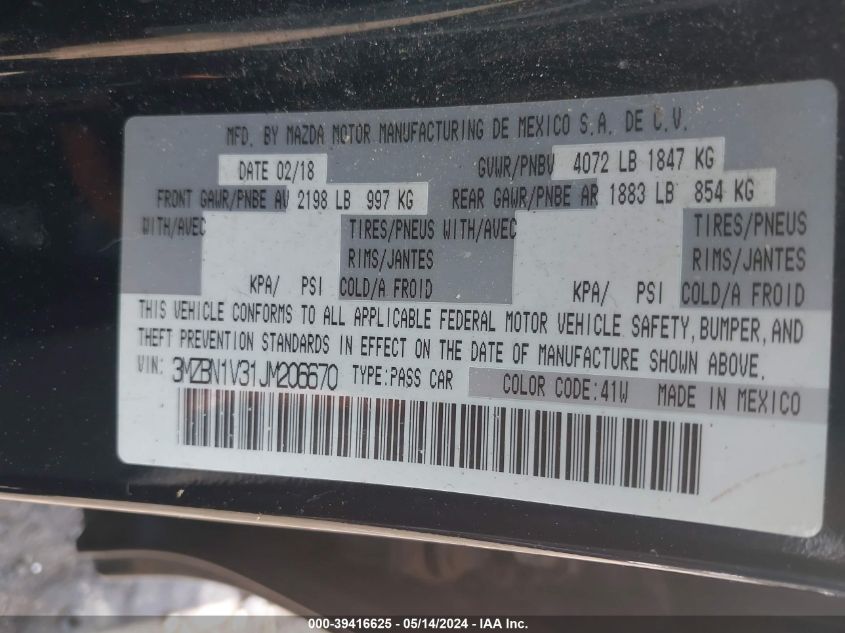 MFD. BY MAZDA MOTOR MANUFACTURING DE MEXICO S.A. DE C.V.
DATE 02/18 GVWR/PNBV 4072 LB 1847 KG
FRONT GAWR/PNBE AV 2198 LB 997 KG REAR GAWR/PNBE AR 1883 LB 854 KG
WITH/AVEC TIRES/PNEUS WITH/AVEC TIRES/PNEUS
RIMS/JANTES RIMS/JANTES
KPA/ PSI COLD/A FROID KPA/ PSI COLD/A FROID
THIS VEHICLE CONFORMS TO ALL APPLICABLE FEDERAL MOTOR VEHICLE SAFETY, BUMPER, AND
THEFT PREVENTION STANDARDS IN EFFECT ON THE DATE OF MANUFACTURE SHOWN ABOVE.
VIN: 3MZBN1V31JM206670 TYPE:PASS CAR COLOR CODE:41W MADE IN MEXICO
000-39416625 - 05/14/2024 - IAA Inc.